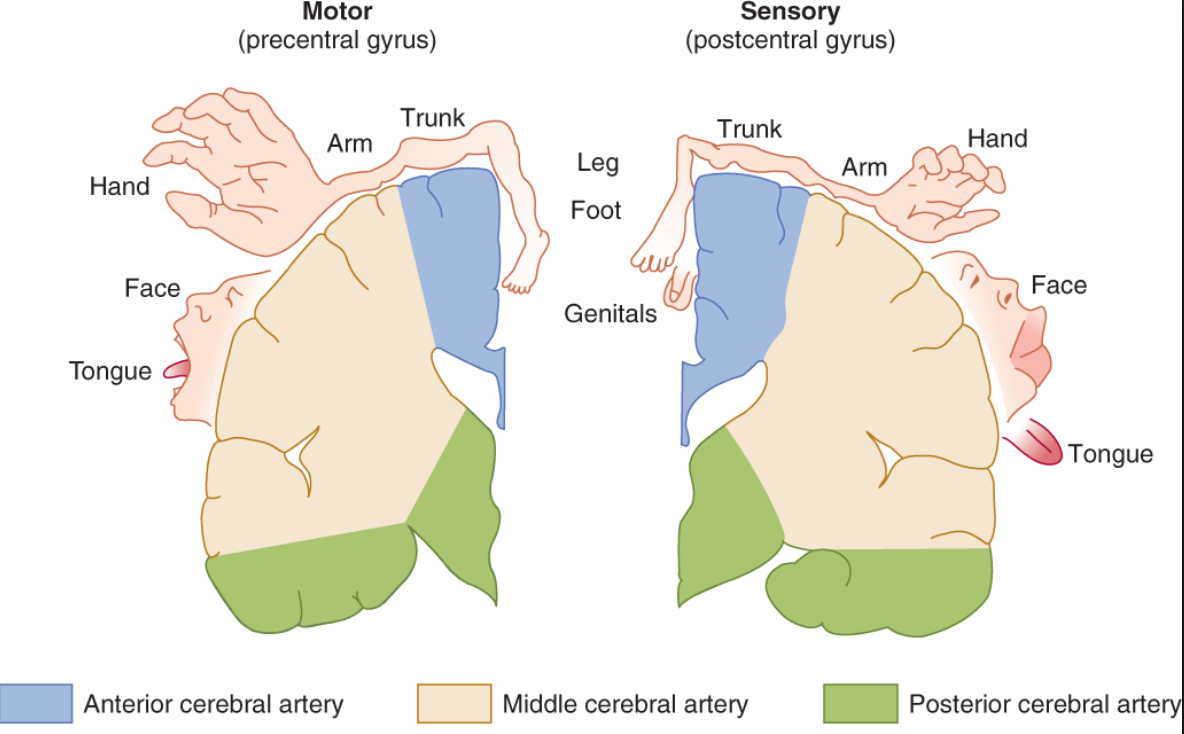 Motor
(precentral gyrus)
Sensory
(postcentral gyrus)
Trunk
Arm
Hand
Face
Tongue
Leg
Foot
Genitals
Trunk
Arm
Hand
Face
Tongue
Anterior cerebral artery
Middle cerebral artery
Posterior cerebral artery